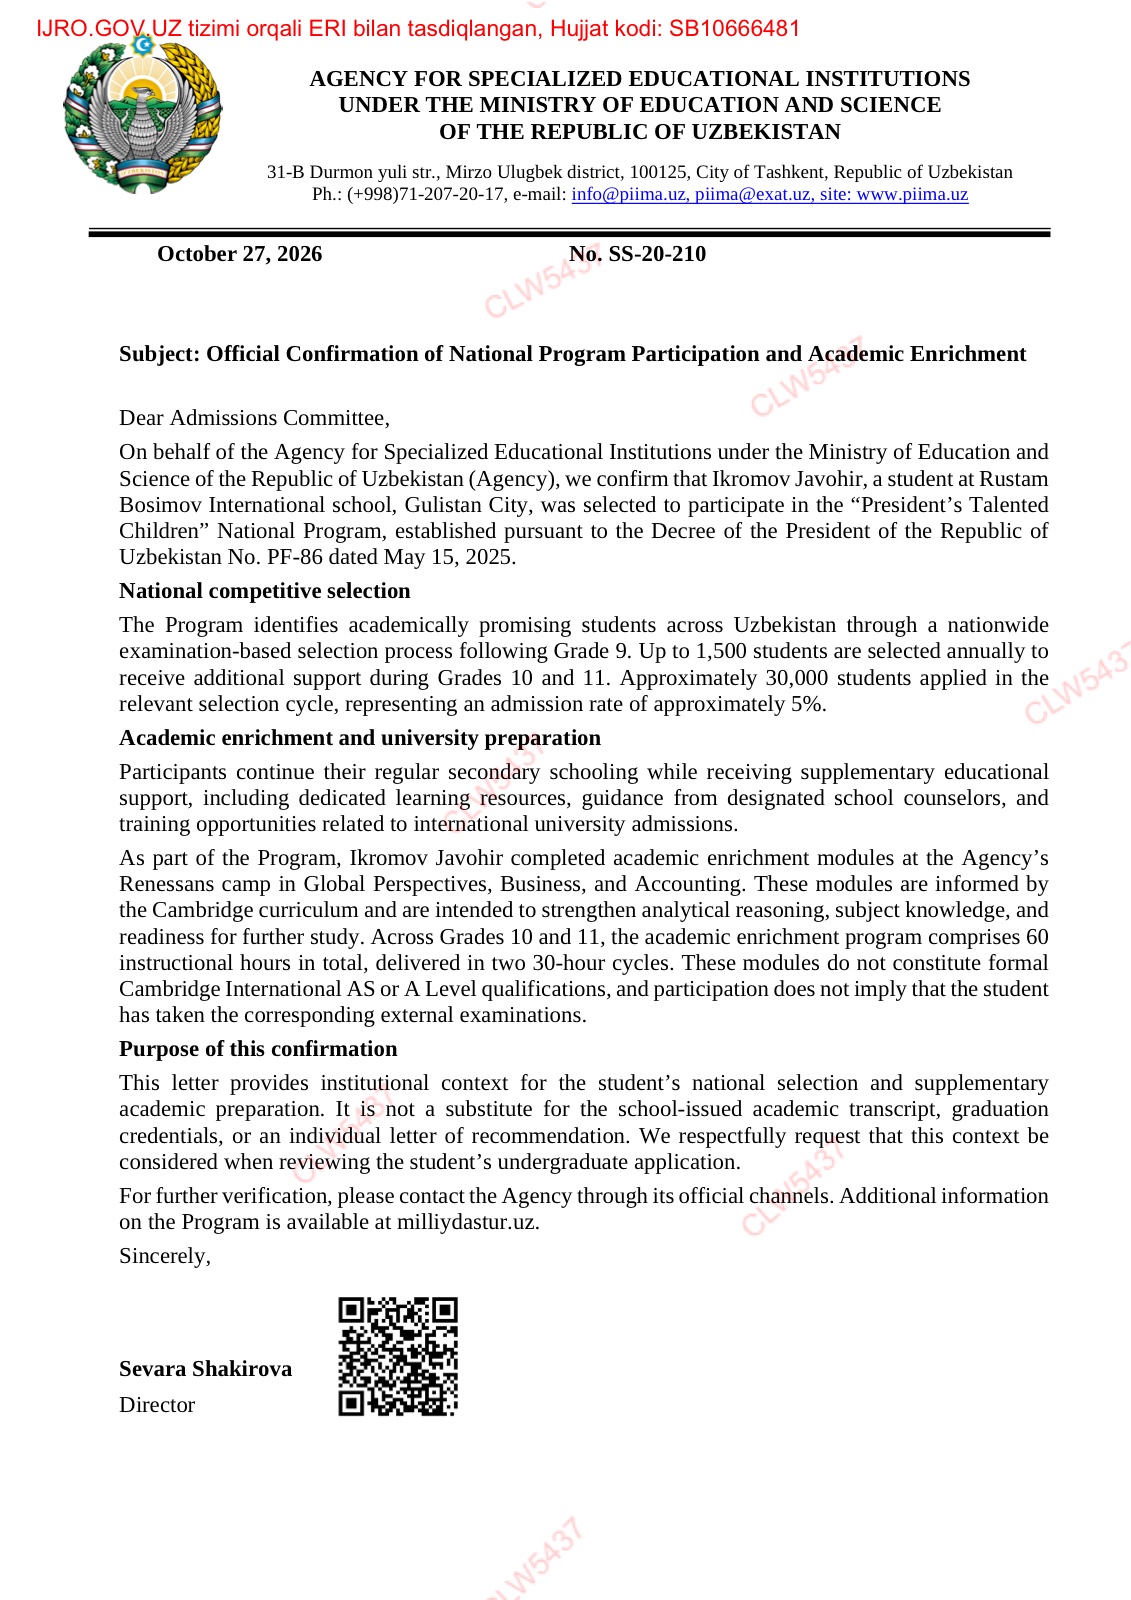 IJRO.GOV.UZ tizimi orqali ERI bilan tasdiqlangan, Hujjat kodi: SB10666481
AGENCY FOR SPECIALIZED EDUCATIONAL INSTITUTIONS
UNDER THE MINISTRY OF EDUCATION AND SCIENCE
OF THE REPUBLIC OF UZBEKISTAN
31-B Durmon yuli str., Mirzo Ulugbek district, 100125, City of Tashkent, Republic of Uzbekistan
Ph.: (+998)71-207-20-17, e-mail: info@piima.uz, piima@exat.uz, site: www.piima.uz
October 27, 2026 No. SS-20-210
CLW5437
Subject: Official Confirmation of National Program Participation and Academic Enrichment
CLW5437
Dear Admissions Committee,
On behalf of the Agency for Specialized Educational Institutions under the Ministry of Education and
Science of the Republic of Uzbekistan (Agency), we confirm that Ikromov Javohir, a student at Rustam
Bosimov International school, Gulistan City, was selected to participate in the “President’s Talented
Children” National Program, established pursuant to the Decree of the President of the Republic of
Uzbekistan No. PF-86 dated May 15, 2025.
National competitive selection
The Program identifies academically promising students across Uzbekistan through a nationwide
examination-based selection process following Grade 9. Up to 1,500 students are selected annually to
receive additional support during Grades 10 and 11. Approximately 30,000 students applied in the
relevant selection cycle, representing an admission rate of approximately 5%.
CLW5437
Academic enrichment and university preparation
Participants continue their regular secondary schooling while receiving supplementary educational
support, including dedicated learning resources, guidance from designated school counselors, and
training opportunities related to international university admissions.
CLW5437
As part of the Program, Ikromov Javohir completed academic enrichment modules at the Agency’s
Renessans camp in Global Perspectives, Business, and Accounting. These modules are informed by
the Cambridge curriculum and are intended to strengthen analytical reasoning, subject knowledge, and
readiness for further study. Across Grades 10 and 11, the academic enrichment program comprises 60
instructional hours in total, delivered in two 30-hour cycles. These modules do not constitute formal
Cambridge International AS or A Level qualifications, and participation does not imply that the student
has taken the corresponding external examinations.
Purpose of this confirmation
This letter provides institutional context for the student’s national selection and supplementary
academic preparation. It is not a substitute for the school-issued academic transcript, graduation
credentials, or an individual letter of recommendation. We respectfully request that this context be
considered when reviewing the student’s undergraduate application.
CLW5437
CLW5437
For further verification, please contact the Agency through its official channels. Additional information
on the Program is available at milliydastur.uz.
Sincerely,
Sevara Shakirova
Director
CLW5437